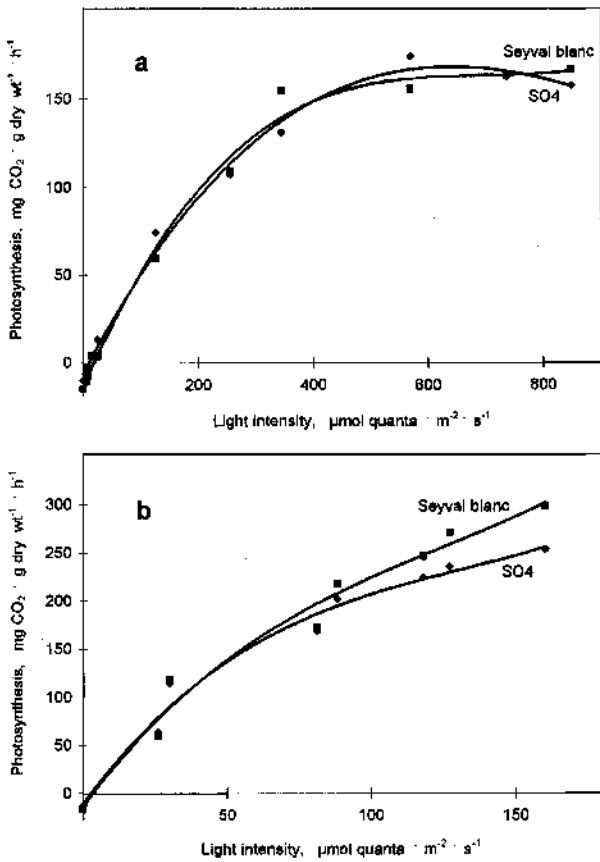 a
Seyval blanc
SO4
Photosynthesis, mg CO₂ · g dry wt⁻¹ · h⁻¹
150
100
50
0
200
400
600
800
Light intensity, µmol quanta · m⁻² · s⁻¹
b
Seyval blanc
SO4
Photosynthesis, mg CO₂ · g dry wt⁻¹ · h⁻¹
300
250
200
150
100
50
0
50
100
150
Light intensity, µmol quanta · m⁻² · s⁻¹